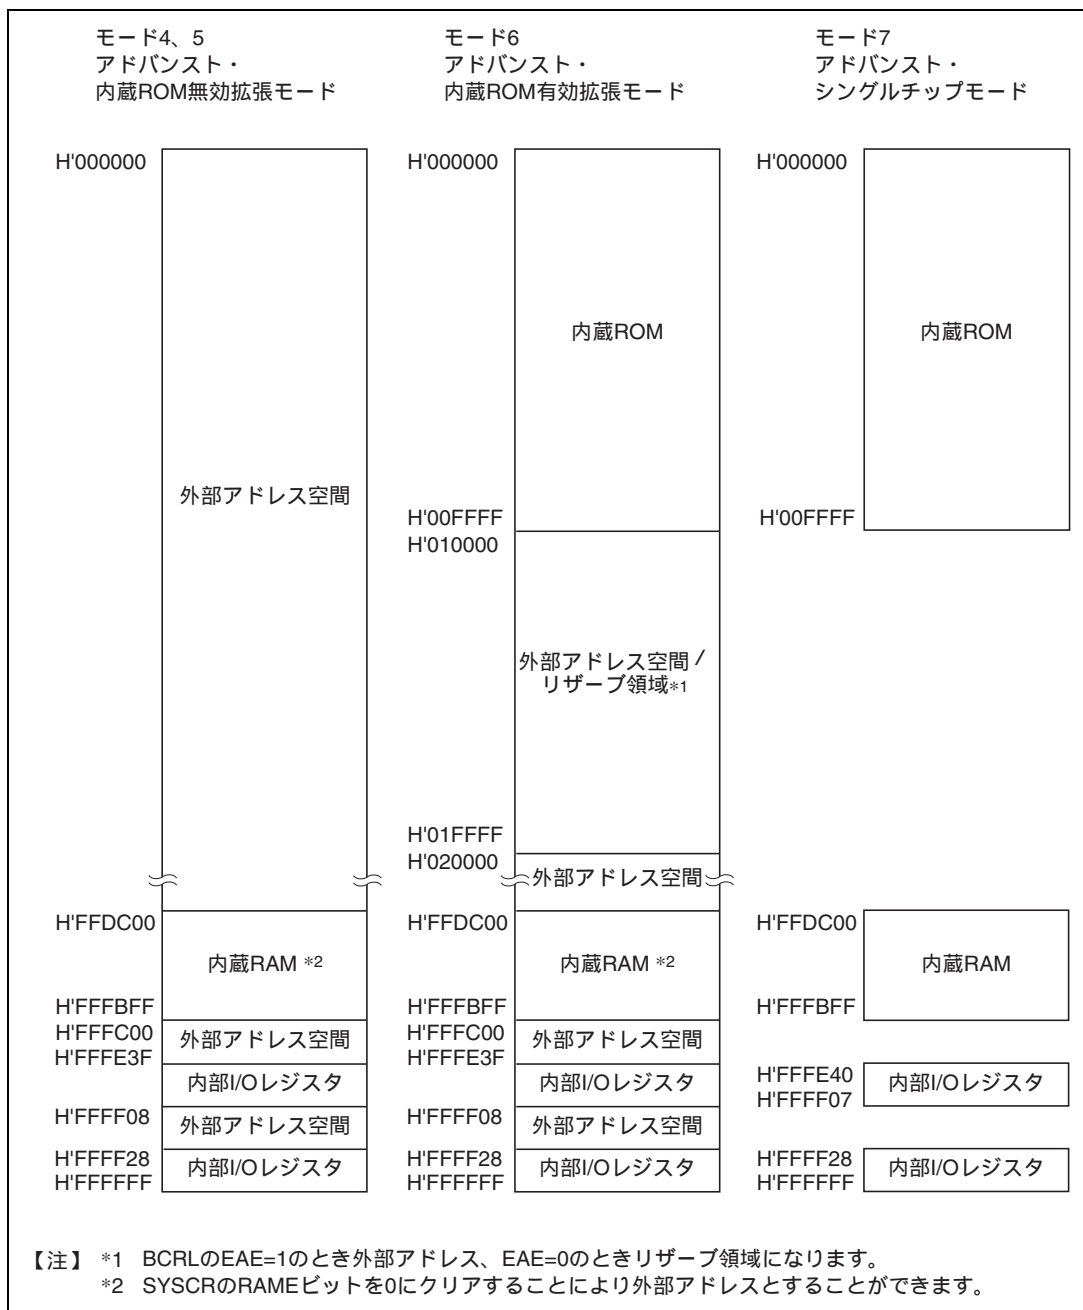 モード4、5
アドバンスト・
内蔵ROM無効拡張モード
H'000000
外部アドレス空間
H'FFDC00
内蔵RAM *2
H'FFFBFF
H'FFFC00
外部アドレス空間
H'FFFE3F
内部I/Oレジスタ
H'FFFF08
外部アドレス空間
H'FFFF28
内部I/Oレジスタ
H'FFFFFF
モード6
アドバンスト・
内蔵ROM有効拡張モード
H'000000
内蔵ROM
H'00FFFF
H'010000
外部アドレス空間/
リザーブ領域*1
H'01FFFF
H'020000
外部アドレス空間
H'FFDC00
内蔵RAM *2
H'FFFBFF
H'FFFC00
外部アドレス空間
H'FFFE3F
内部I/Oレジスタ
H'FFFF08
外部アドレス空間
H'FFFF28
内部I/Oレジスタ
H'FFFFFF
モード7
アドバンスト・
シングルチップモード
H'000000
内蔵ROM
H'00FFFF
H'FFDC00
内蔵RAM
H'FFFBFF
H'FFFE40
内部I/Oレジスタ
H'FFFF07
H'FFFF28
内部I/Oレジスタ
H'FFFFFF
【注】 *1 BCRLのEAE=1のとき外部アドレス、EAE=0のときリザーブ領域になります。
*2 SYSCRのRAMEビットを0にクリアすることにより外部アドレスとすることができます。